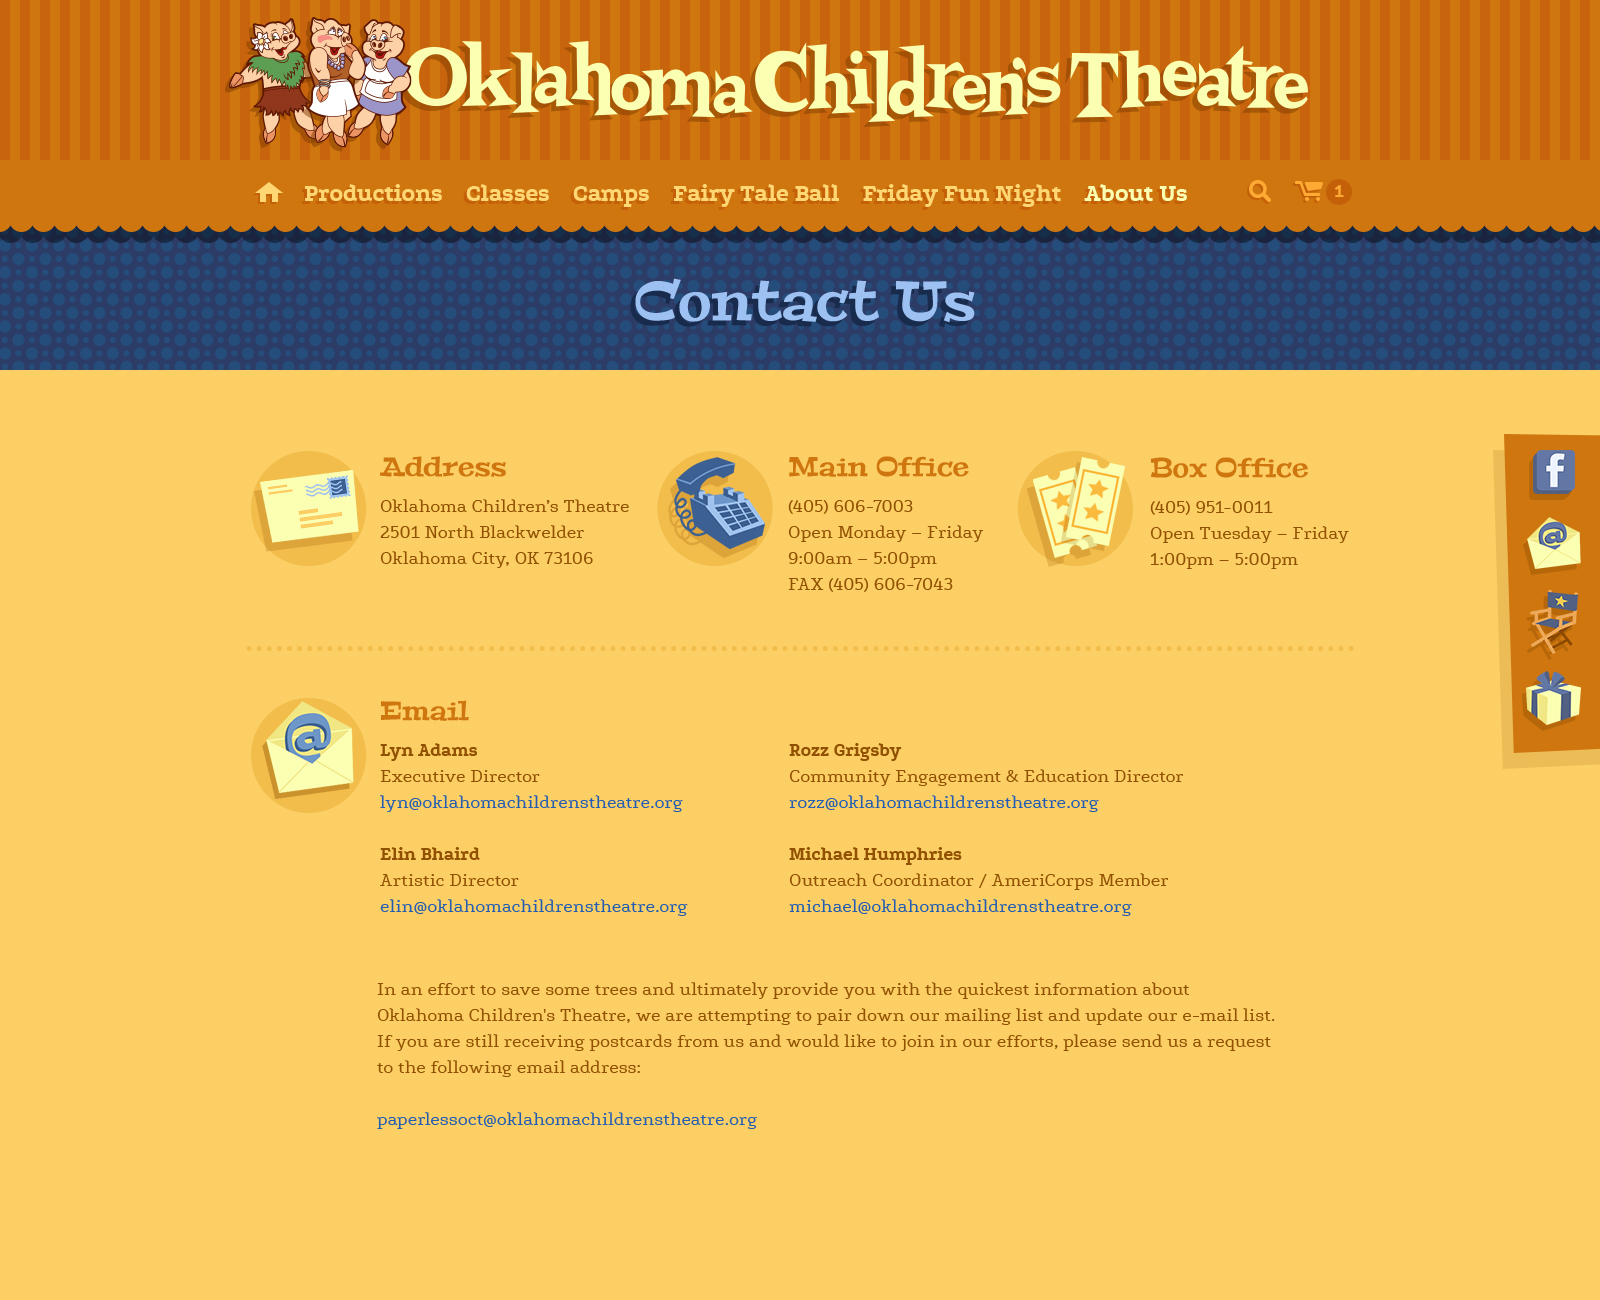 Oklahoma Children's Theatre
Productions Classes Camps Fairy Tale Ball Friday Fun Night About Us 1
Contact Us
Address
Oklahoma Children’s Theatre
2501 North Blackwelder
Oklahoma City, OK 73106
Main Office
(405) 606-7003
Open Monday – Friday
9:00am – 5:00pm
FAX (405) 606-7043
Box Office
(405) 951-0011
Open Tuesday – Friday
1:00pm – 5:00pm
f
@
@
Email
Lyn Adams
Executive Director
lyn@oklahomachildrenstheatre.org
Rozz Grigsby
Community Engagement & Education Director
rozz@oklahomachildrenstheatre.org
Elin Bhaird
Artistic Director
elin@oklahomachildrenstheatre.org
Michael Humphries
Outreach Coordinator / AmeriCorps Member
michael@oklahomachildrenstheatre.org
In an effort to save some trees and ultimately provide you with the quickest information about
Oklahoma Children's Theatre, we are attempting to pair down our mailing list and update our e-mail list.
If you are still receiving postcards from us and would like to join in our efforts, please send us a request
to the following email address:
paperlessoct@oklahomachildrenstheatre.org